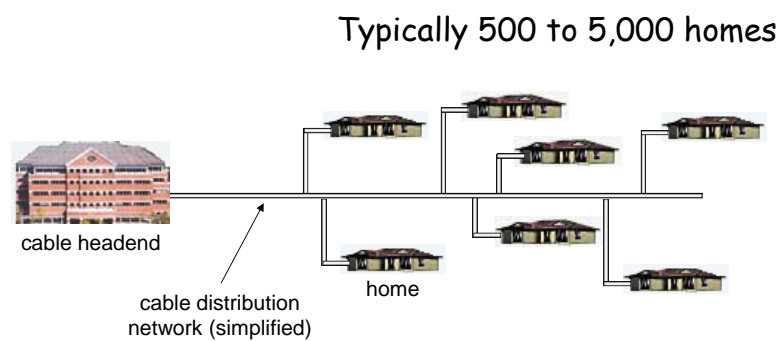 Typically 500 to 5,000 homes
cable headend
home
cable distribution
network (simplified)